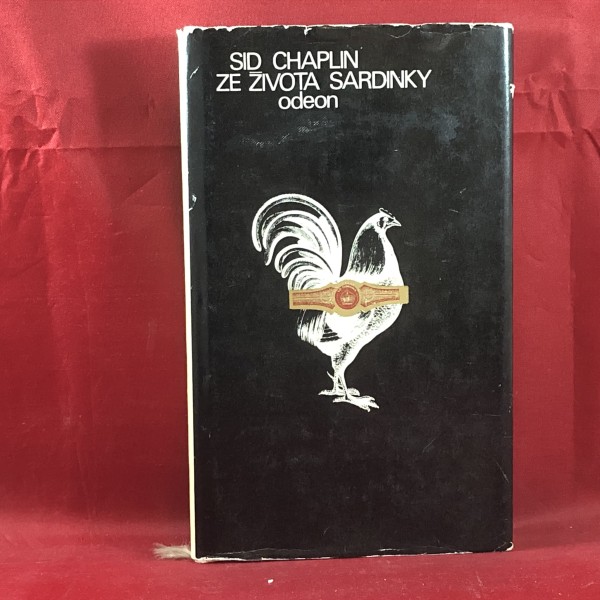 SID CHAPLIN
ZE ŽIVOTA SARDINKY
odeon